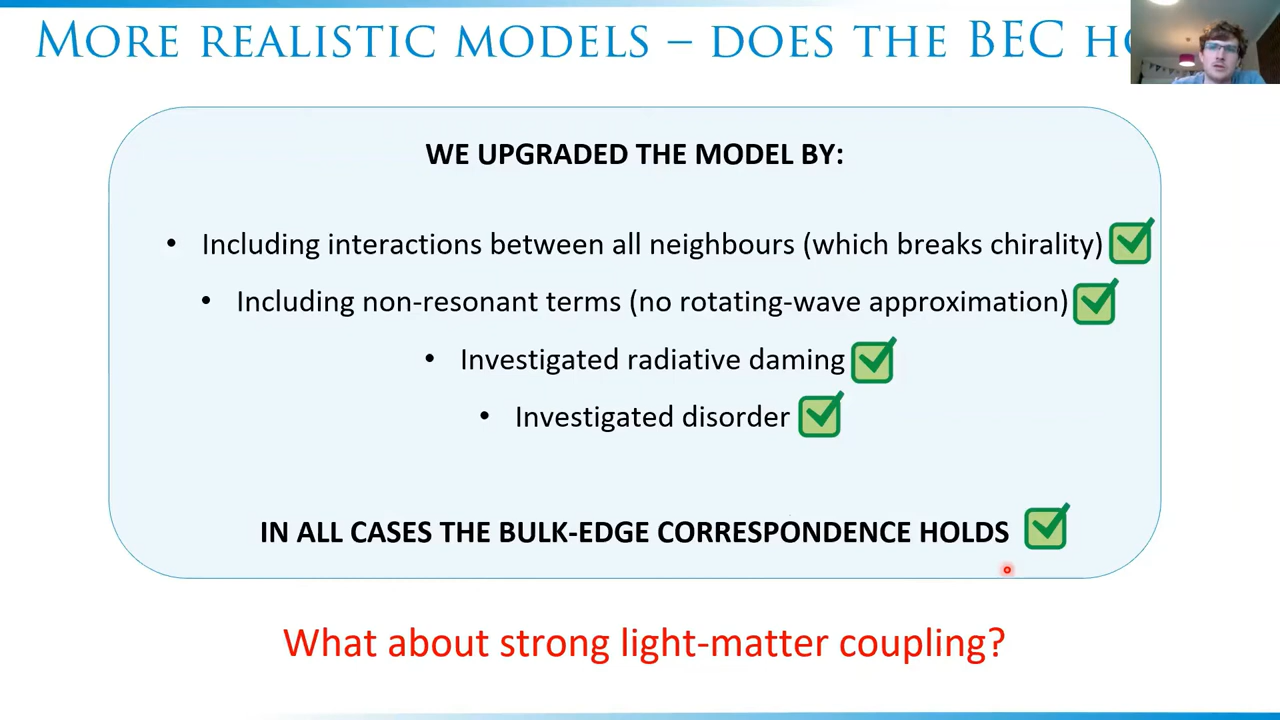 MORE REALISTIC MODELS – DOES THE BEC HO
WE UPGRADED THE MODEL BY:
• Including interactions between all neighbours (which breaks chirality)
• Including non-resonant terms (no rotating-wave approximation)
• Investigated radiative daming
• Investigated disorder
IN ALL CASES THE BULK-EDGE CORRESPONDENCE HOLDS
What about strong light-matter coupling?